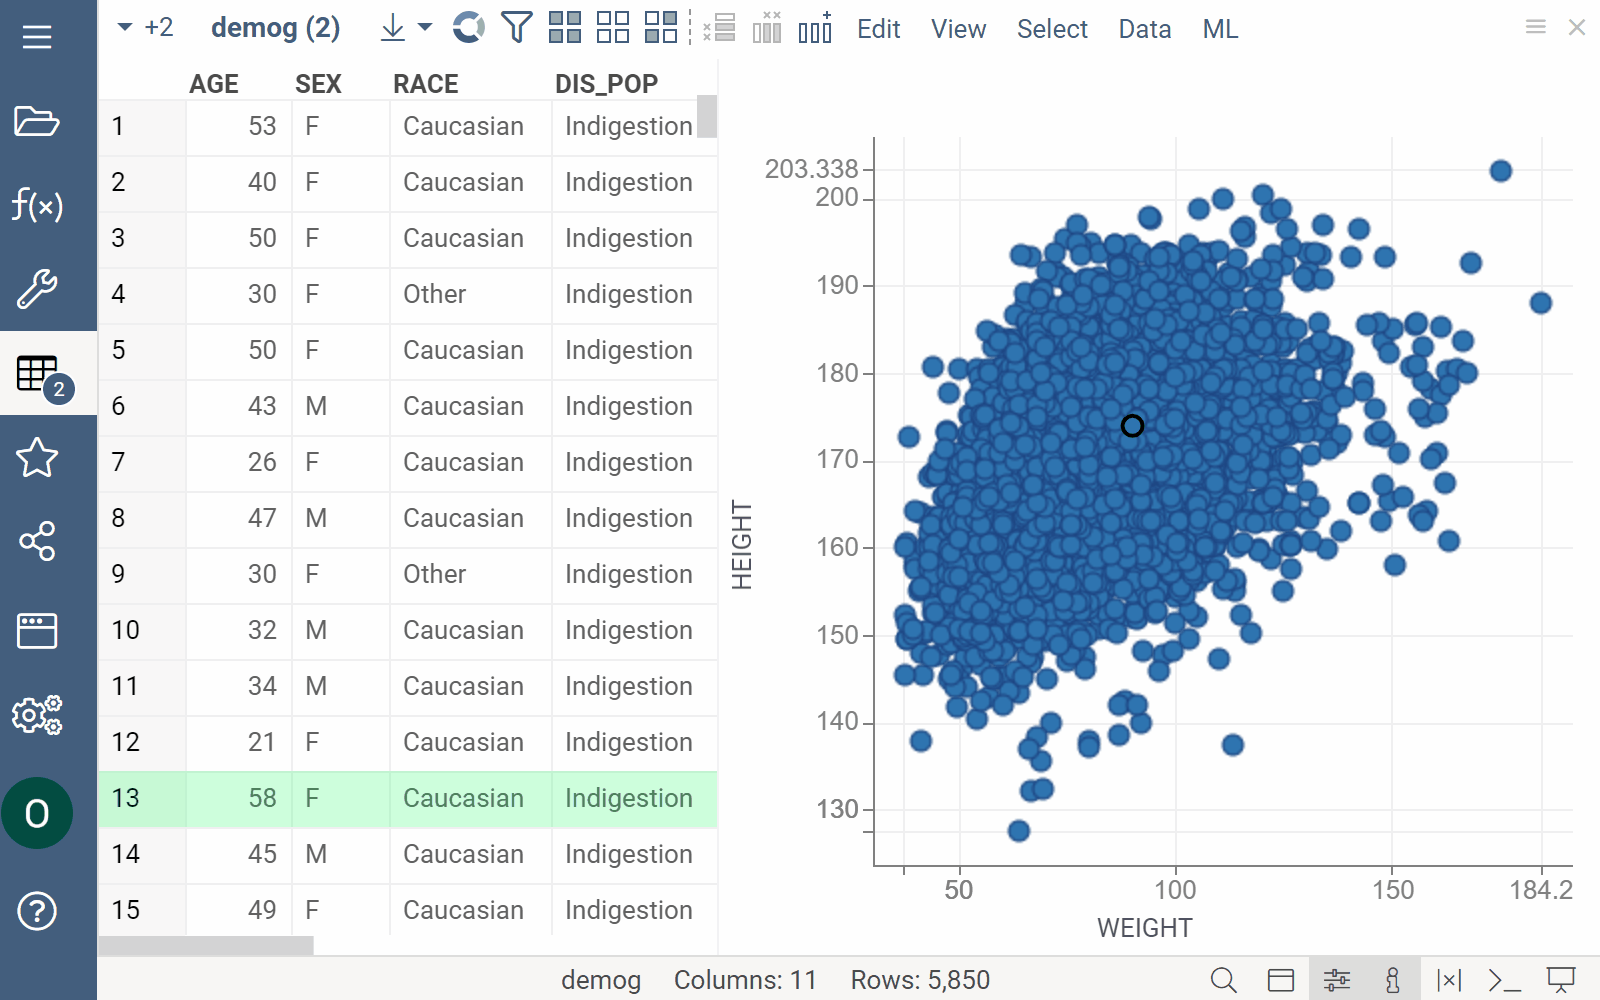 +2 demog (2) Edit View Select Data ML
AGE SEX RACE DIS_POP
1 53 F Caucasian Indigestion
2 40 F Caucasian Indigestion
3 50 F Caucasian Indigestion
4 30 F Other Indigestion
5 50 F Caucasian Indigestion
6 43 M Caucasian Indigestion
7 26 F Caucasian Indigestion
8 47 M Caucasian Indigestion
9 30 F Other Indigestion
10 32 M Caucasian Indigestion
11 34 M Caucasian Indigestion
12 21 F Caucasian Indigestion
13 58 F Caucasian Indigestion
14 45 M Caucasian Indigestion
15 49 F Caucasian Indigestion
f(x)
2
O
?
203.338
200
190
180
170
160
150
140
130
HEIGHT
50 100 150 184.2
WEIGHT
demog Columns: 11 Rows: 5,850